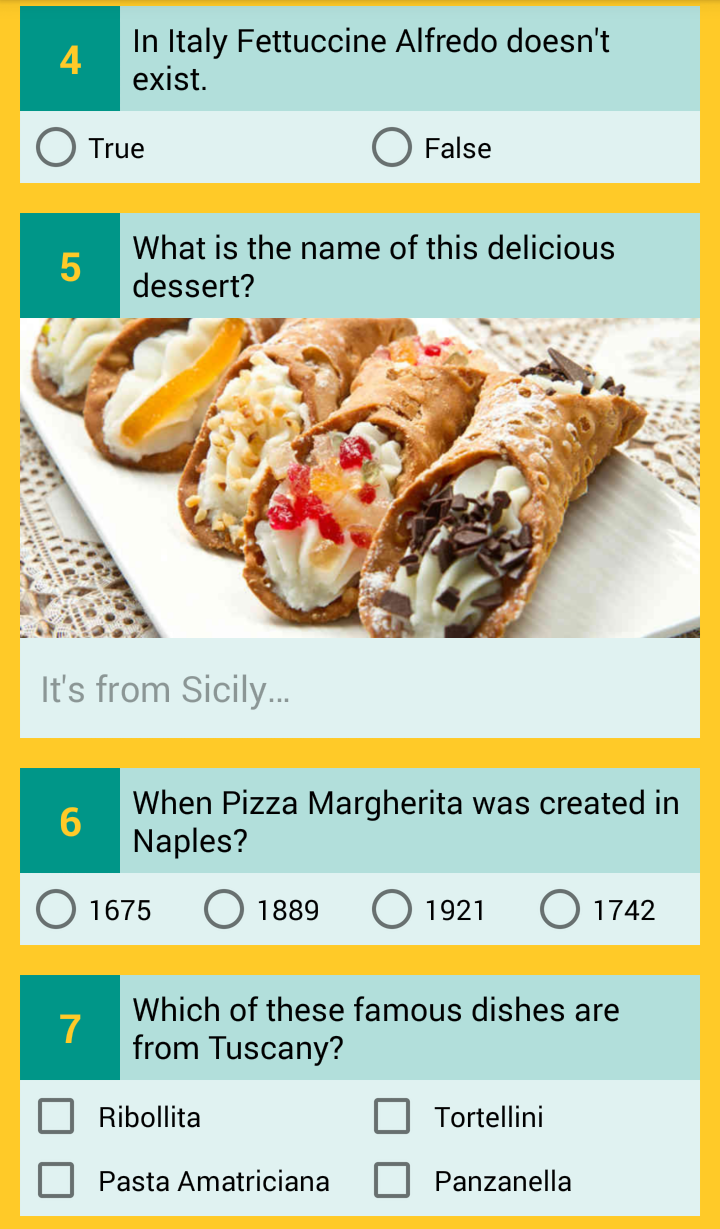 4
In Italy Fettuccine Alfredo doesn't
exist.
True
False
5
What is the name of this delicious
dessert?
It's from Sicily...
6
When Pizza Margherita was created in
Naples?
1675
1889
1921
1742
7
Which of these famous dishes are
from Tuscany?
Ribollita
Tortellini
Pasta Amatriciana
Panzanella